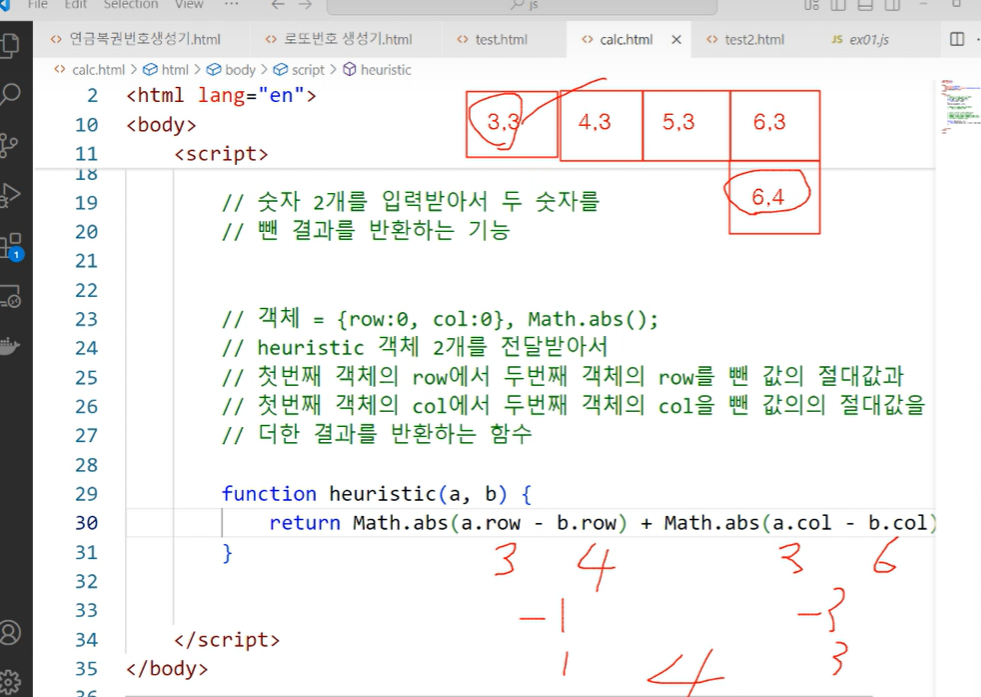 File Edit Selection View ... js
연금복권번호생성기.html 로또번호 생성기.html test.html calc.html test2.html JS ex01.js
calc.html > html > body > script > heuristic
2 <html lang="en">
10 <body>
11 <script>
18
19 // 숫자 2개를 입력받아서 두 숫자를
20 // 뺀 결과를 반환하는 기능
21
22
23 // 객체 = {row:0, col:0}, Math.abs();
24 // heuristic 객체 2개를 전달받아서
25 // 첫번째 객체의 row에서 두번째 객체의 row를 뺀 값의 절대값과
26 // 첫번째 객체의 col에서 두번째 객체의 col을 뺀 값의의 절대값을
27 // 더한 결과를 반환하는 함수
28
29 function heuristic(a, b) {
30 return Math.abs(a.row - b.row) + Math.abs(a.col - b.col)
31 }
32
33
34 </script>
35 </body>
36
3,3 4,3 5,3 6,3
6,4
3 4 3 6
-1 -3
1 3
4
1